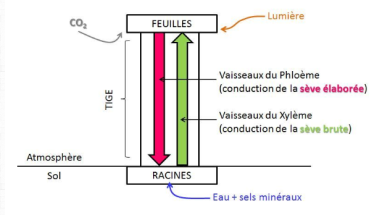 CO₂
FEUILLES
Lumière
TIGE
Vaisseaux du Phloème
(conduction de la sève élaborée)
Vaisseaux du Xylème
(conduction de la sève brute)
Atmosphère
Sol
RACINES
Eau + sels minéraux